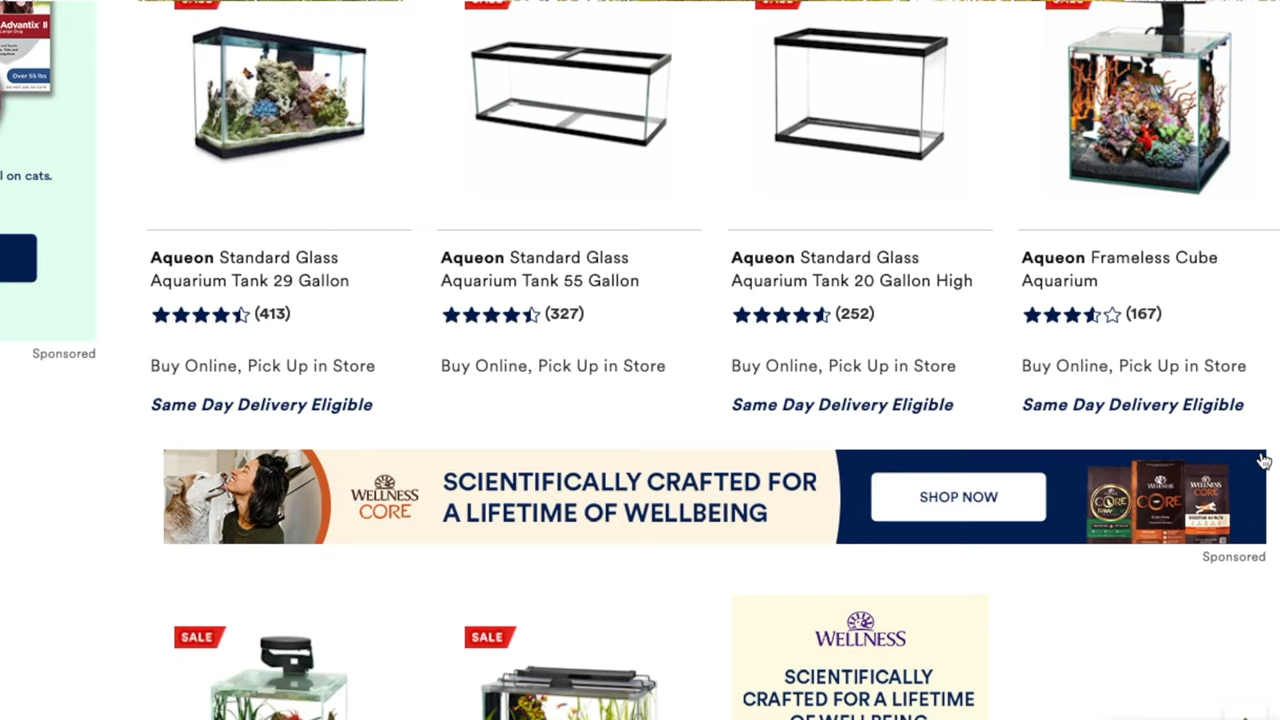 Advantix II
Large Dog
Over 55 lbs
l on cats.
Sponsored
SALE
SALE
SALE
SALE
Aqueon Standard Glass
Aquarium Tank 29 Gallon
(413)
Buy Online, Pick Up in Store
Same Day Delivery Eligible
Aqueon Standard Glass
Aquarium Tank 55 Gallon
(327)
Buy Online, Pick Up in Store
Aqueon Standard Glass
Aquarium Tank 20 Gallon High
(252)
Buy Online, Pick Up in Store
Same Day Delivery Eligible
Aqueon Frameless Cube
Aquarium
(167)
Buy Online, Pick Up in Store
Same Day Delivery Eligible
WELLNESS
CORE
SCIENTIFICALLY CRAFTED FOR
A LIFETIME OF WELLBEING
SHOP NOW
CORE
WELLNESS
CORE
WELLNESS
CORE
Sponsored
SALE
SALE
WELLNESS
SCIENTIFICALLY
CRAFTED FOR A LIFETIME
OF WELLBEING